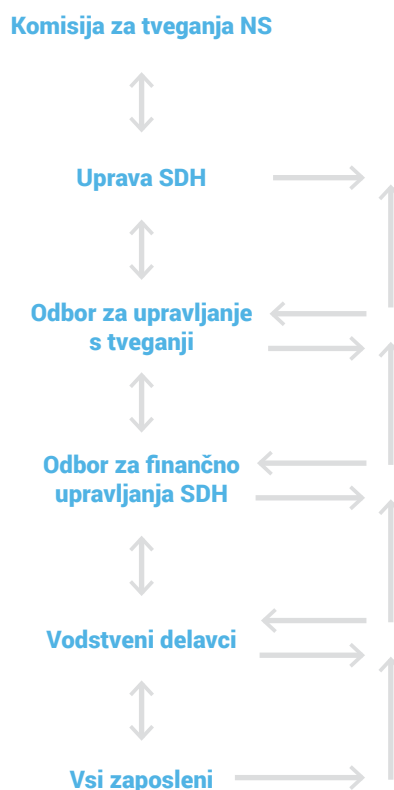 Komisija za tveganja NS
Uprava SDH
Odbor za upravljanje
s tveganji
Odbor za finančno
upravljanja SDH
Vodstveni delavci
Vsi zaposleni